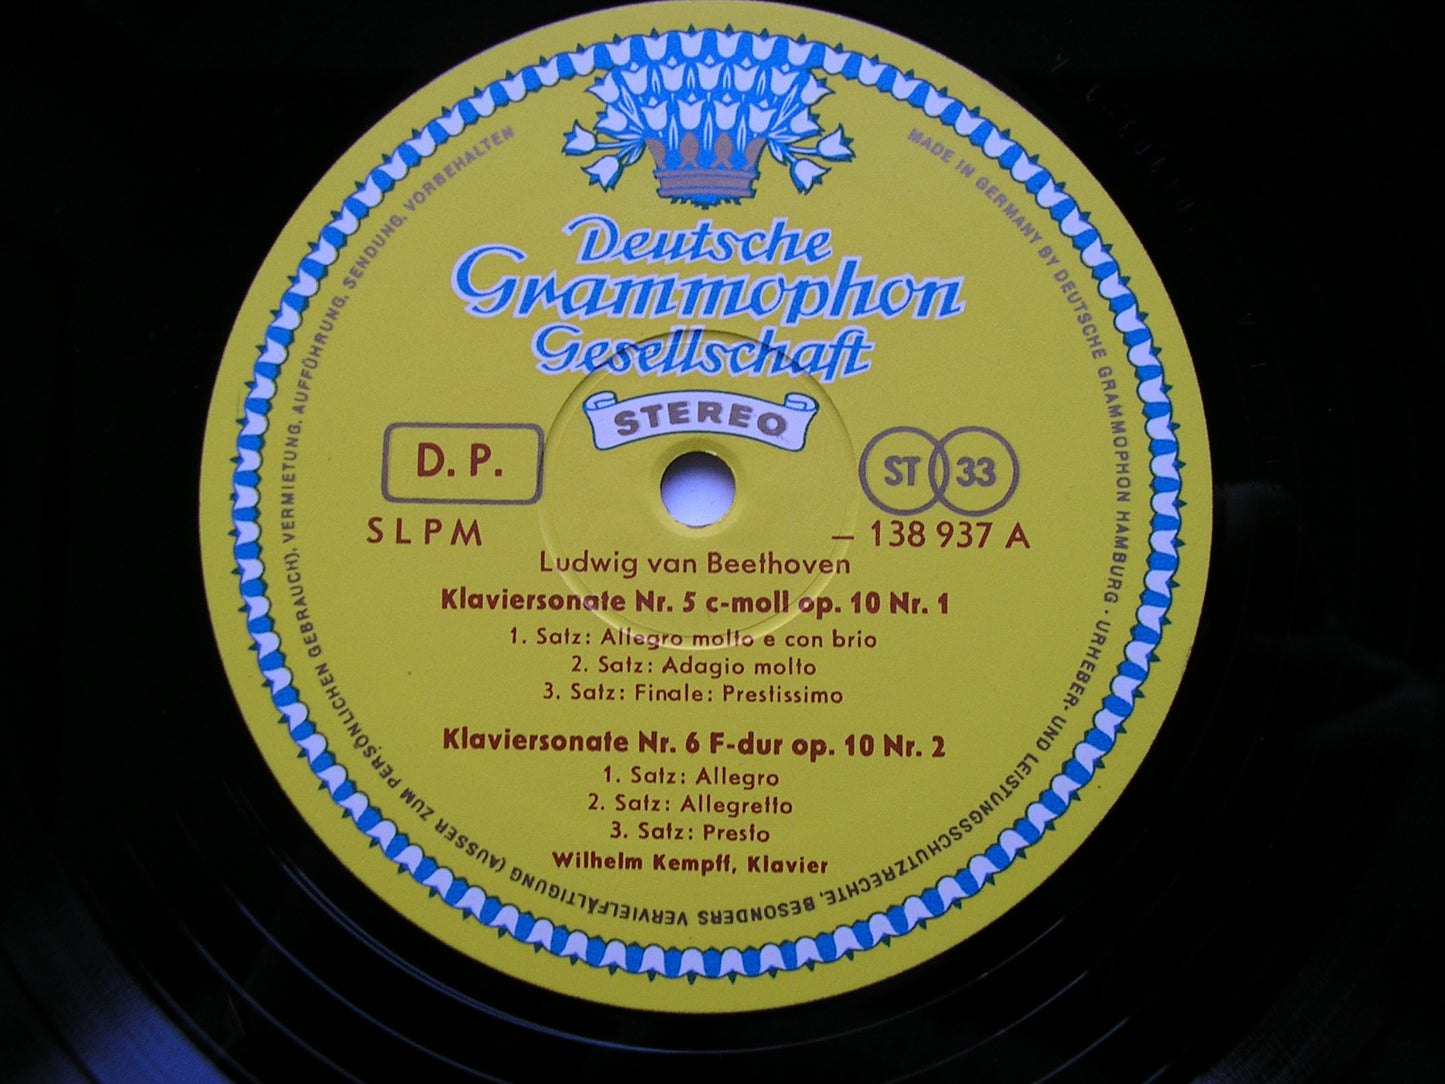 Deutsche
Grammophon
Gesellschaft
STEREO
D. P.
ST 33
SLPM – 138 937 A
Ludwig van Beethoven
Klaviersonate Nr. 5 c-moll op. 10 Nr. 1
1. Satz: Allegro molto e con brio
2. Satz: Adagio molto
3. Satz: Finale: Prestissimo
Klaviersonate Nr. 6 F-dur op. 10 Nr. 2
1. Satz: Allegro
2. Satz: Allegretto
3. Satz: Presto
Wilhelm Kempff, Klavier
MADE IN GERMANY BY DEUTSCHE GRAMMOPHON HAMBURG · URHEBER- UND LEISTUNGSSCHUTZRECHTE, BESONDERS VERVIELFÄLTIGUNG (AUSSER ZUM PERSÖNLICHEN GEBRAUCH), VERMIETUNG, AUFFÜHRUNG, SENDUNG, VORBEHALTEN